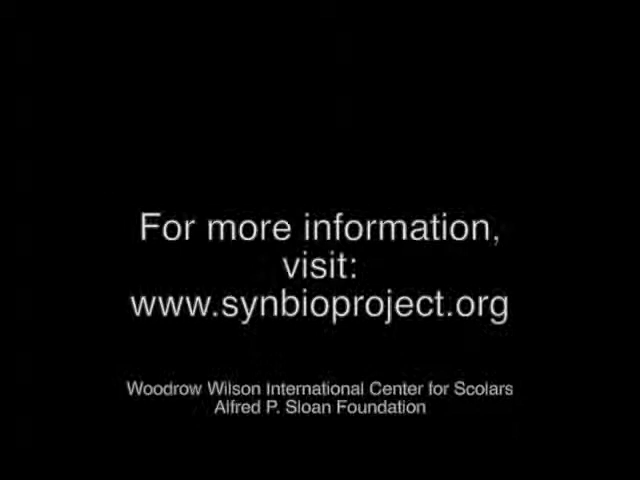 For more information,
visit:
www.synbioproject.org
Woodrow Wilson International Center for Scolars
Alfred P. Sloan Foundation